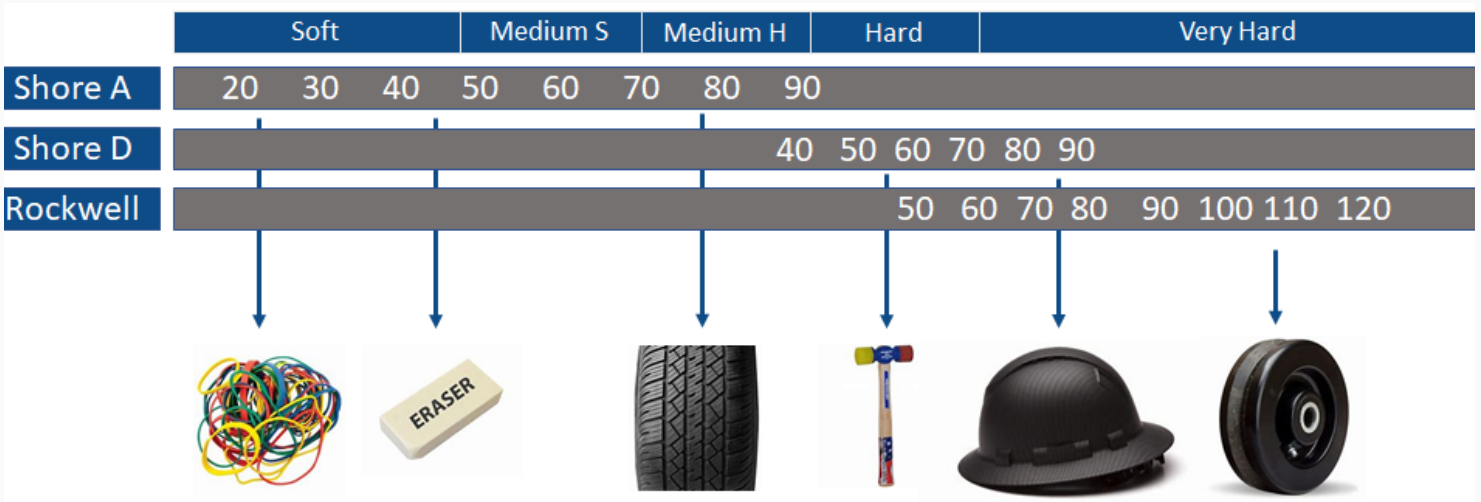 Soft Medium S Medium H Hard Very Hard
Shore A 20 30 40 50 60 70 80 90
Shore D 40 50 60 70 80 90
Rockwell 50 60 70 80 90 100 110 120
ERASER